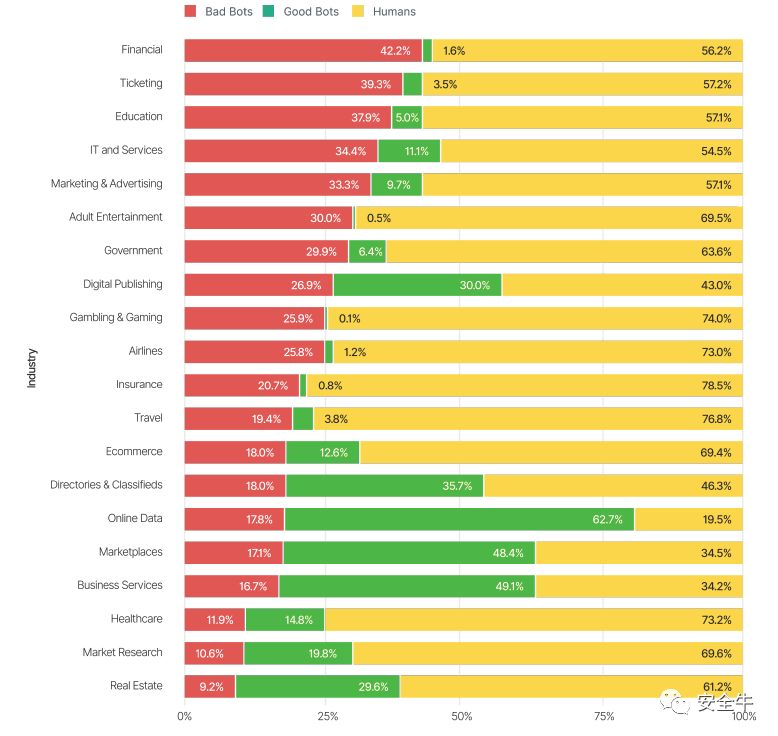 Bad Bots Good Bots Humans
Financial 42.2% 1.6% 56.2%
Ticketing 39.3% 3.5% 57.2%
Education 37.9% 5.0% 57.1%
IT and Services 34.4% 11.1% 54.5%
Marketing & Advertising 33.3% 9.7% 57.1%
Adult Entertainment 30.0% 0.5% 69.5%
Government 29.9% 6.4% 63.6%
Digital Publishing 26.9% 30.0% 43.0%
Gambling & Gaming 25.9% 0.1% 74.0%
Airlines 25.8% 1.2% 73.0%
Industry
Insurance 20.7% 0.8% 78.5%
Travel 19.4% 3.8% 76.8%
Ecommerce 18.0% 12.6% 69.4%
Directories & Classifieds 18.0% 35.7% 46.3%
Online Data 17.8% 62.7% 19.5%
Marketplaces 17.1% 48.4% 34.5%
Business Services 16.7% 49.1% 34.2%
Healthcare 11.9% 14.8% 73.2%
Market Research 10.6% 19.8% 69.6%
Real Estate 9.2% 29.6% 61.2%
安全牛
0% 25% 50% 75% 100%